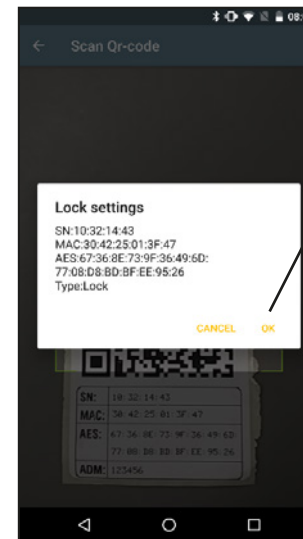 08:
Scan Qr-code
Lock settings
SN:10:32:14:43
MAC:30:42:25:01:3F:47
AES:67:36:8E:73:9F:36:49:6D:
77:08:D8:BD:BF:EE:95:26
Type:Lock
CANCEL OK
SN: 10:32:14:43
MAC: 30:42:25:01:3F:47
AES: 67:36:8E:73:9F:36:49:6D:
77:08:D8:BD:BF:EE:95:26
ADM: 123456